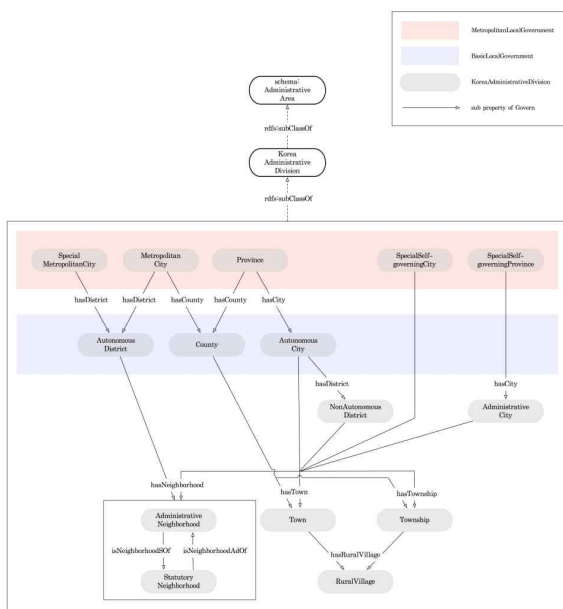 MetropolitanLocalGovernment
BasicLocalGovernment
KoreaAdministrativeDivision
sub property of Govern
schema:
Administrative
Area
rdfs:subClassOf
Korea
Administrative
Division
rdfs:subClassOf
Special
MetropolitanCity
Metropolitan
City
Province
SpecialSelf-
governingCity
SpecialSelf-
governingProvince
hasDistrict
hasDistrict
hasCounty
hasCounty
hasCity
Autonomous
District
County
Autonomous
City
hasDistrict
hasCity
NonAutonomous
District
Administrative
City
hasNeighborhood
hasTown
hasTownship
Administrative
Neighborhood
Town
Township
isNeighborhoodSOf
isNeighborhoodAdOf
hasRuralVillage
Statutory
Neighborhood
RuralVillage